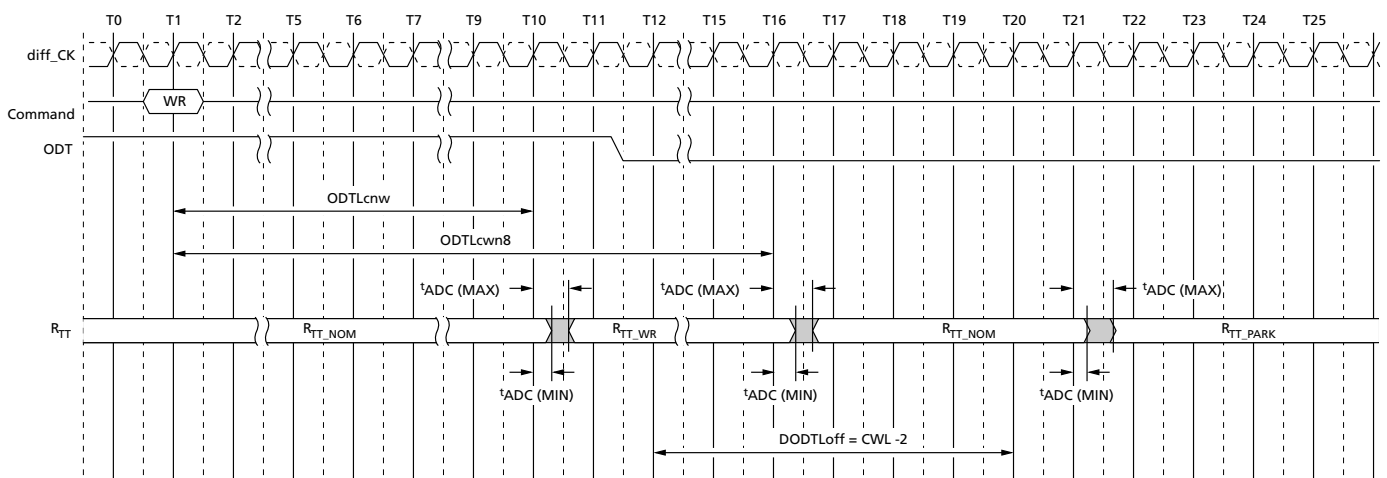 T0 T1 T2 T5 T6 T7 T9 T10 T11 T12 T15 T16 T17 T18 T19 T20 T21 T22 T23 T24 T25
diff_CK
Command
WR
ODT
ODTLcnw
ODTLcwn8
tADC (MAX) tADC (MAX) tADC (MAX)
RTT RTT_NOM RTT_WR RTT_NOM RTT_PARK
tADC (MIN) tADC (MIN) tADC (MIN)
DODTLoff = CWL -2